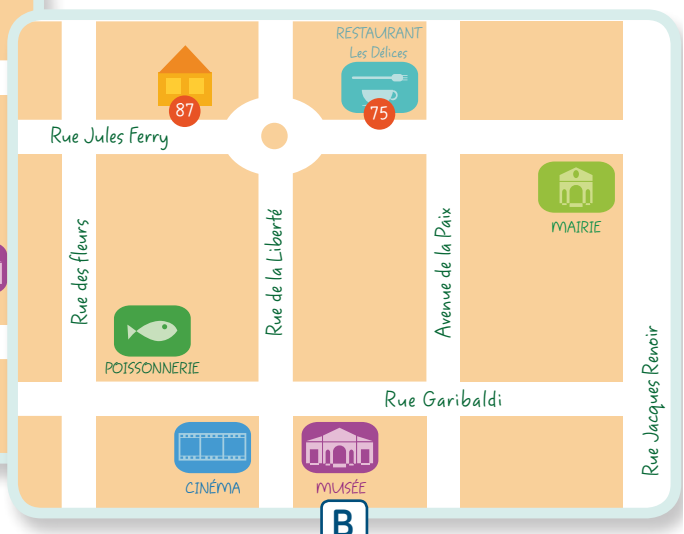 RESTAURANT
Les Délices
87
75
Rue Jules Ferry
MAIRIE
Rue des fleurs
Rue de la Liberté
Avenue de la Paix
POISSONNERIE
Rue Garibaldi
Rue Jacques Renoir
CINÉMA
MUSÉE
B